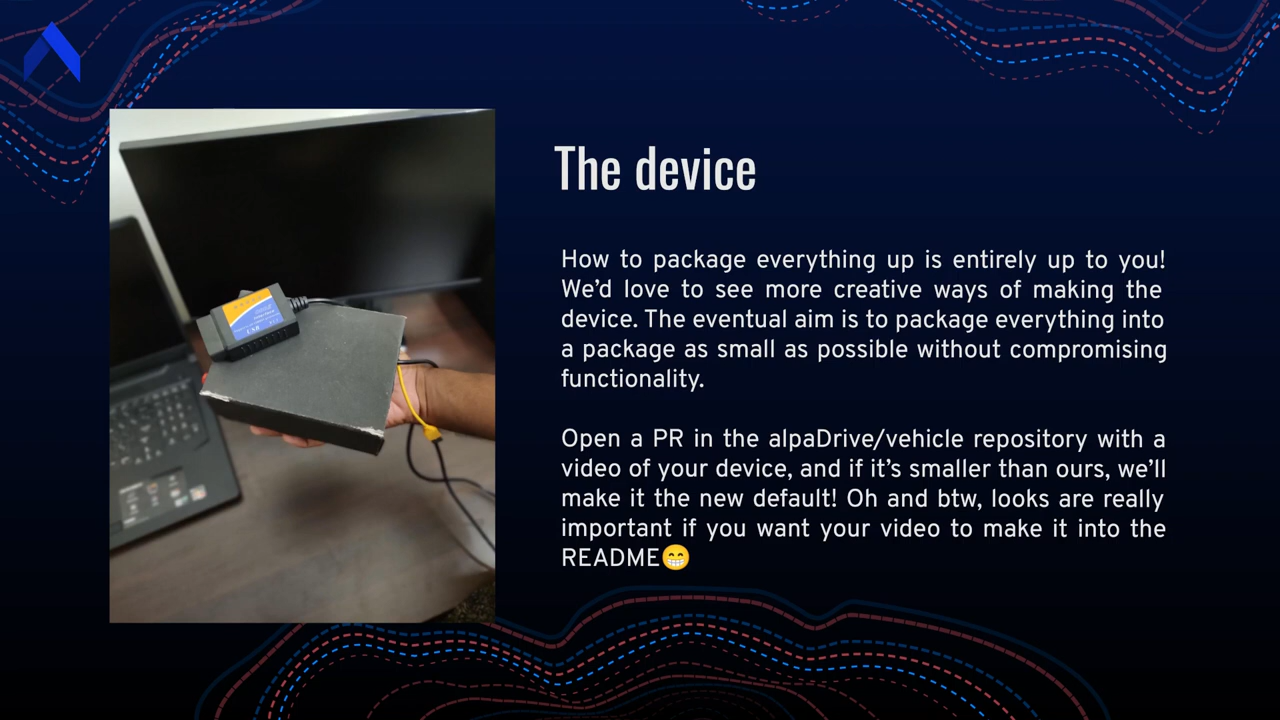 The device
How to package everything up is entirely up to you!
We’d love to see more creative ways of making the
device. The eventual aim is to package everything into
a package as small as possible without compromising
functionality.
Open a PR in the alpaDrive/vehicle repository with a
video of your device, and if it’s smaller than ours, we’ll
make it the new default! Oh and btw, looks are really
important if you want your video to make it into the
README😁
USB